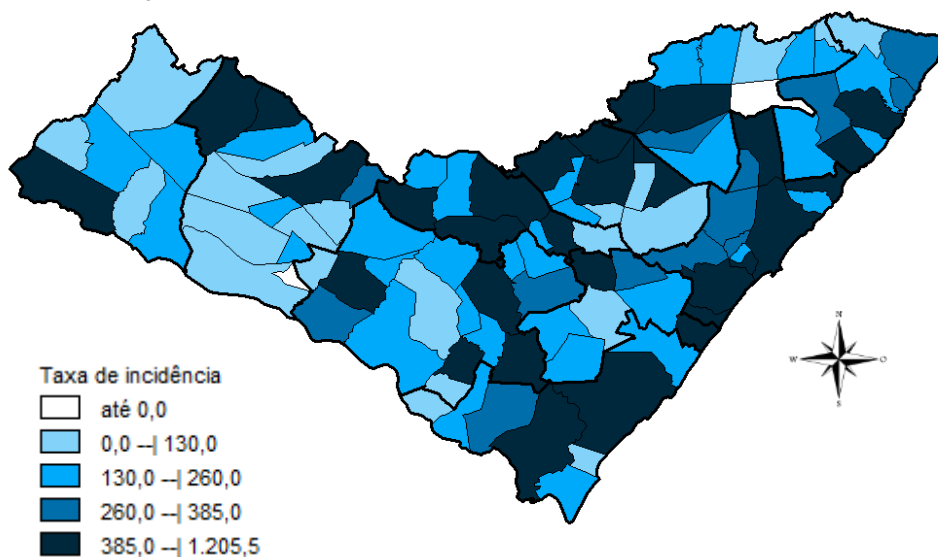 Taxa de incidência
até 0,0
0,0 --| 130,0
130,0 --| 260,0
260,0 --| 385,0
385,0 --| 1.205,5
N
W
O
S